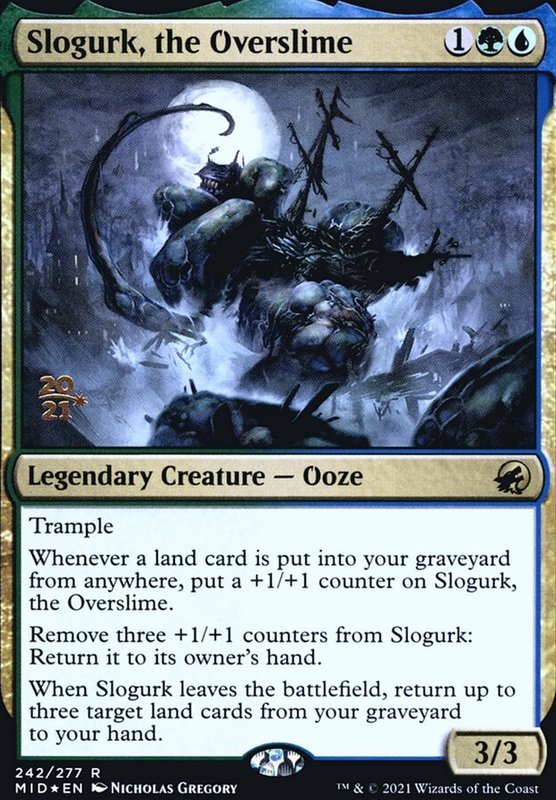 Slogurk, the Overslime
1
20
21
Legendary Creature — Ooze
Trample
Whenever a land card is put into your graveyard
from anywhere, put a +1/+1 counter on Slogurk,
the Overslime.
Remove three +1/+1 counters from Slogurk:
Return it to its owner's hand.
When Slogurk leaves the battlefield, return up to
three target land cards from your graveyard
to your hand.
3/3
242/277 R
MID★EN Nicholas Gregory
™ & © 2021 Wizards of the Coast